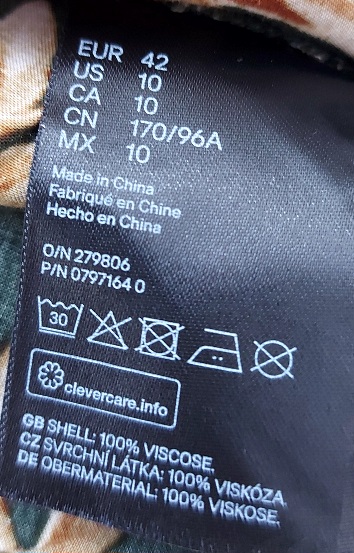 EUR 42
US 10
CA 10
CN 170/96A
MX 10
Made in China
Fabriqué en Chine
Hecho en China
O/N 279806
P/N 0797164 0
30
clevercare.info
GB SHELL: 100% VISCOSE.
CZ SVRCHNÍ LÁTKA: 100% VISKÓZA.
DE OBERMATERIAL: 100% VISKOSE.